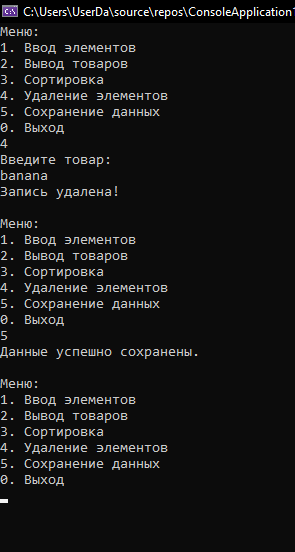 C:\Users\UserDa\source\repos\ConsoleApplication1
Меню:
1. Ввод элементов
2. Вывод товаров
3. Сортировка
4. Удаление элементов
5. Сохранение данных
0. Выход
4
Введите товар:
banana
Запись удалена!
Меню:
1. Ввод элементов
2. Вывод товаров
3. Сортировка
4. Удаление элементов
5. Сохранение данных
0. Выход
5
Данные успешно сохранены.
Меню:
1. Ввод элементов
2. Вывод товаров
3. Сортировка
4. Удаление элементов
5. Сохранение данных
0. Выход